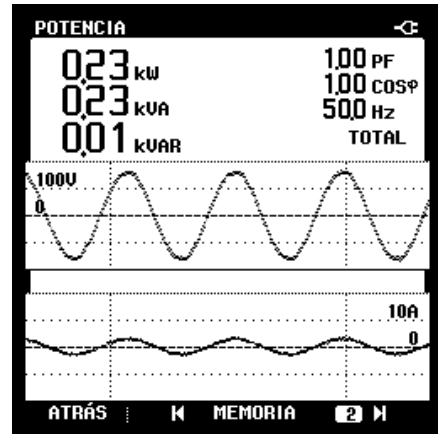 POTENCIA
0,23 kW
1,00 PF
0,23 kVA
1,00 COSφ
50,0 Hz
0,01 kVAR
TOTAL
100V
0
10A
0
ATRÁS MEMORIA 2